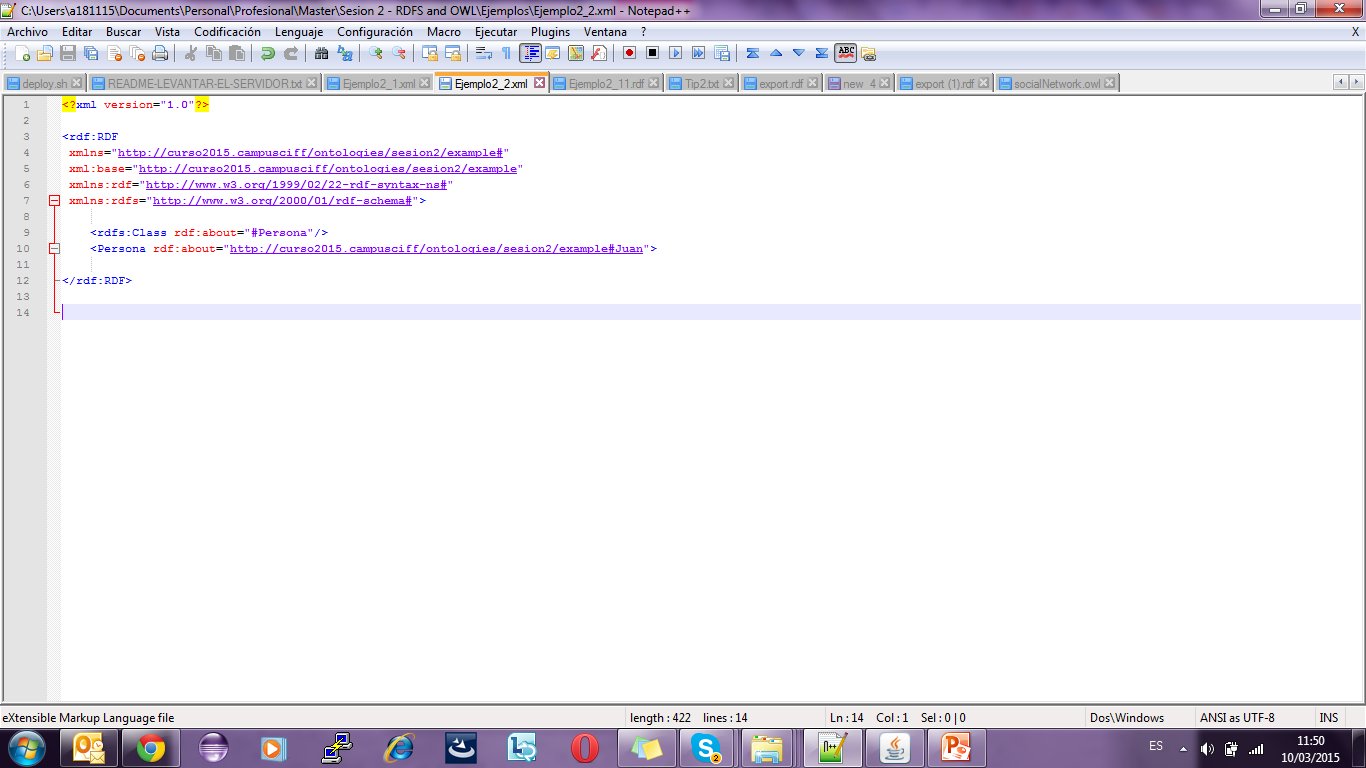 C:\Users\a181115\Documents\Personal\Profesional\Master\Sesion 2 - RDFS and OWL\Ejemplos\Ejemplo2_2.xml - Notepad++
Archivo Editar Buscar Vista Codificación Lenguaje Configuración Macro Ejecutar Plugins Ventana ? X
ABC
deploy.sh README-LEVANTAR-EL-SERVIDOR.txt Ejemplo2_1.xml Ejemplo2_2.xml Ejemplo2_11.rdf Tip2.txt export.rdf new 4 export (1).rdf socialNetwork.owl
1 <?xml version="1.0"?>
2
3 <rdf:RDF
4 xmlns="http://curso2015.campusciff/ontologies/sesion2/example#"
5 xml:base="http://curso2015.campusciff/ontologies/sesion2/example"
6 xmlns:rdf="http://www.w3.org/1999/02/22-rdf-syntax-ns#"
7 xmlns:rdfs="http://www.w3.org/2000/01/rdf-schema#">
8
9 <rdfs:Class rdf:about="#Persona"/>
10 <Persona rdf:about="http://curso2015.campusciff/ontologies/sesion2/example#Juan">
11
12 </rdf:RDF>
13
14
eXtensible Markup Language file length : 422 lines : 14 Ln : 14 Col : 1 Sel : 0 | 0 Dos\Windows ANSI as UTF-8 INS
ES 11:50
10/03/2015